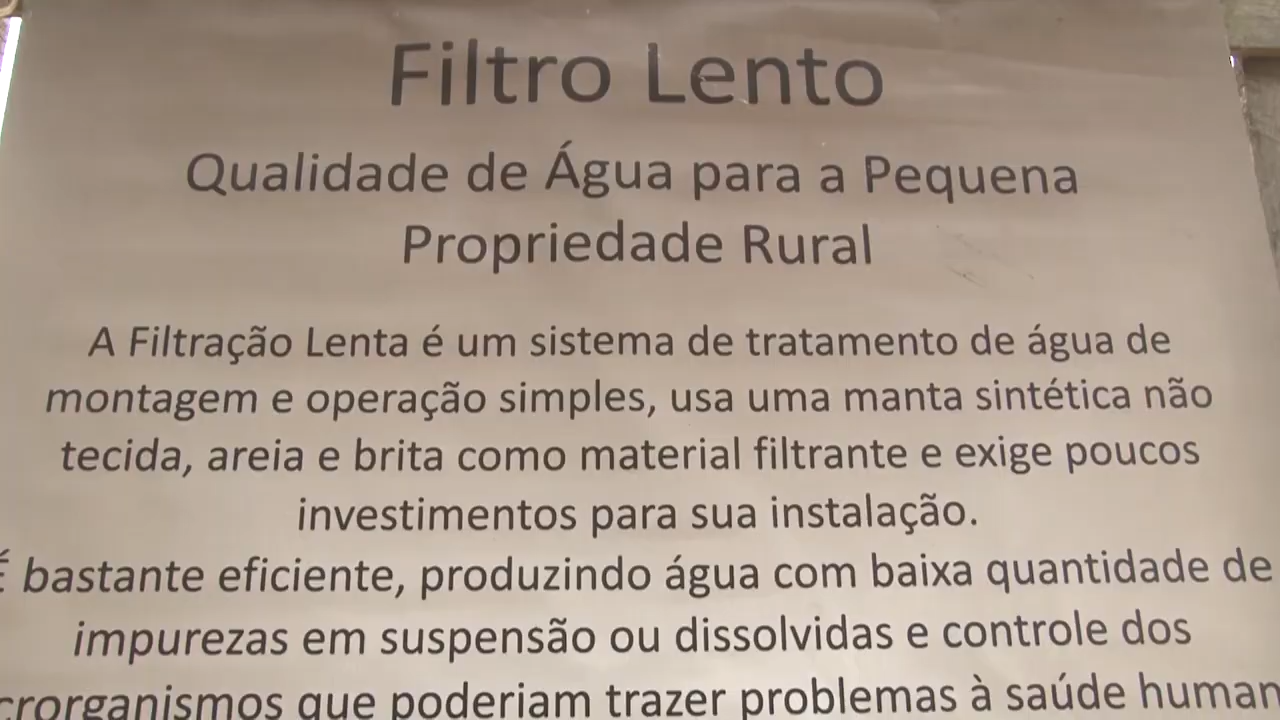 Filtro Lento
Qualidade de Água para a Pequena
Propriedade Rural
A Filtração Lenta é um sistema de tratamento de água de
montagem e operação simples, usa uma manta sintética não
tecida, areia e brita como material filtrante e exige poucos
investimentos para sua instalação.
É bastante eficiente, produzindo água com baixa quantidade de
impurezas em suspensão ou dissolvidas e controle dos
crorganismos que poderiam trazer problemas à saúde human